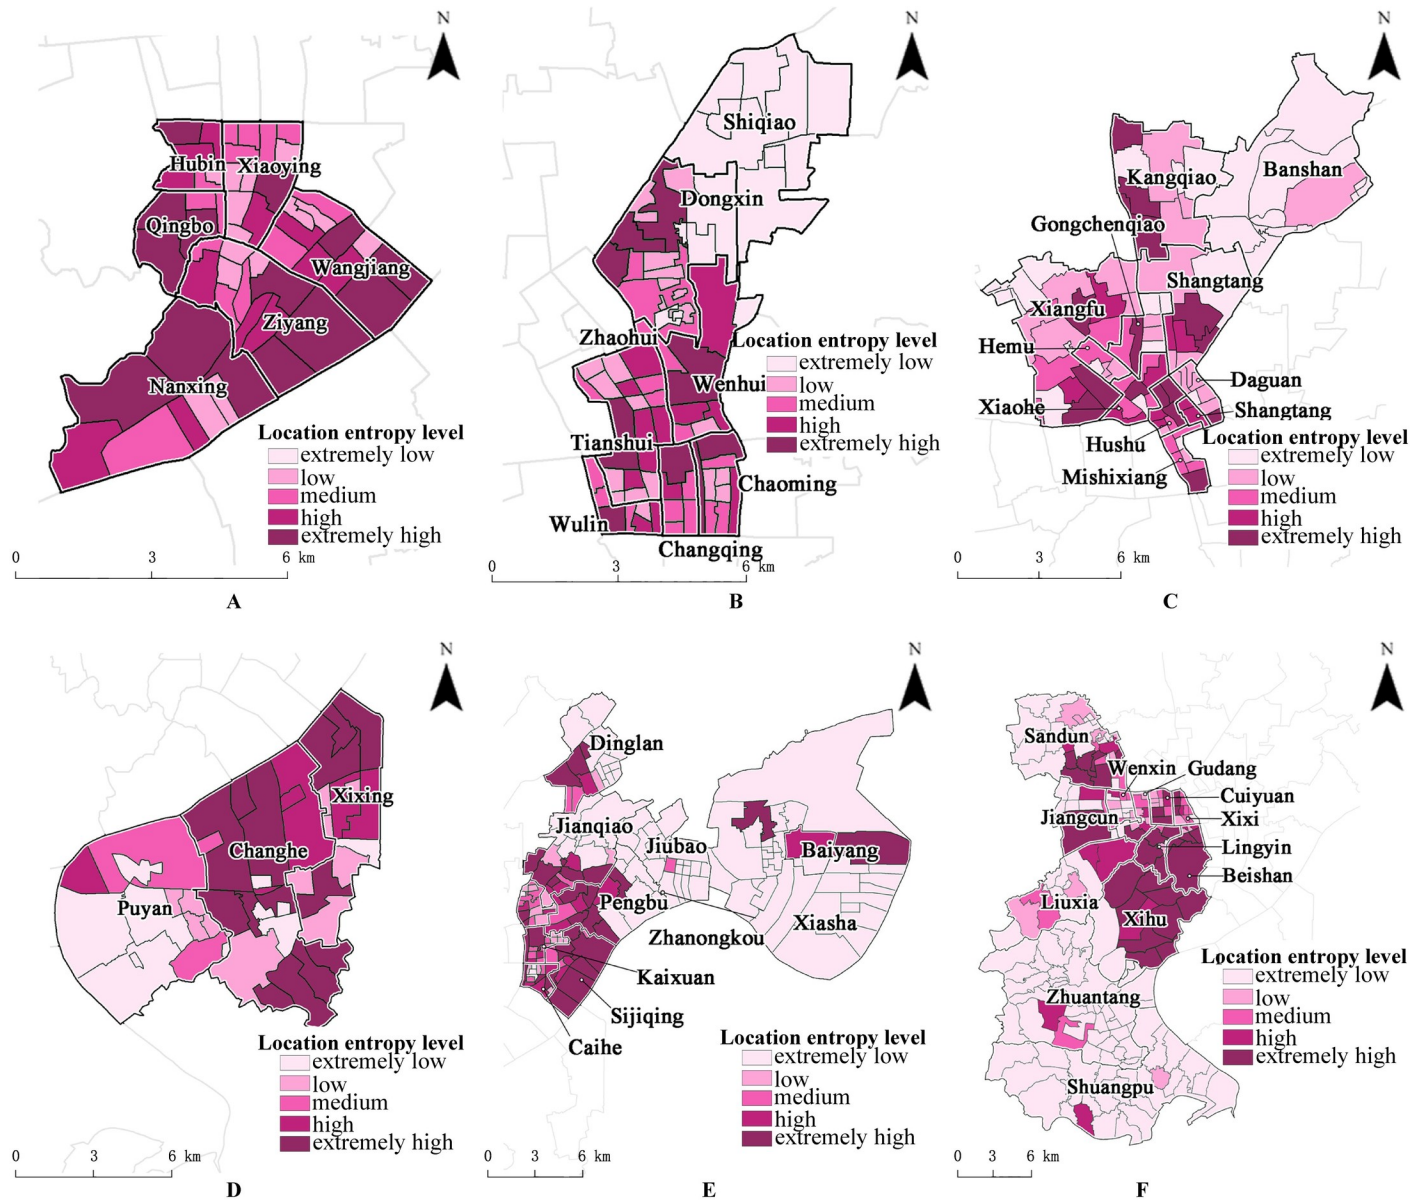 N
Hubin
Xiaoying
Qingbo
Wangjiang
Ziyang
Nanxing
Location entropy level
extremely low
low
medium
high
extremely high
0 3 6 km
A
N
Shiqiao
Dongxin
Zhaohui
Wenhui
Tianshui
Chaoming
Wulin
Changqing
Location entropy level
extremely low
low
medium
high
extremely high
0 3 6 km
B
N
Banshan
Kangqiao
Gongchenqiao
Shangtang
Xiangfu
Hemu
Daguan
Xiaohe
Shangtang
Hushu
Mishixiang
Location entropy level
extremely low
low
medium
high
extremely high
0 3 6 km
C
N
Xixing
Changhe
Puyan
Location entropy level
extremely low
low
medium
high
extremely high
0 3 6 km
D
N
Dinglan
Jianqiao
Jiubao
Baiyang
Pengbu
Xiasha
Zhanongkou
Kaixuan
Sijiqing
Caihe
Location entropy level
extremely low
low
medium
high
extremely high
0 3 6 km
E
N
Sandun
Wenxin
Gudang
Cuiyuan
Jiangcun
Xixi
Lingyin
Beishan
Liuxia
Xihu
Zhuantang
Shuangpu
Location entropy level
extremely low
low
medium
high
extremely high
0 3 6 km
F